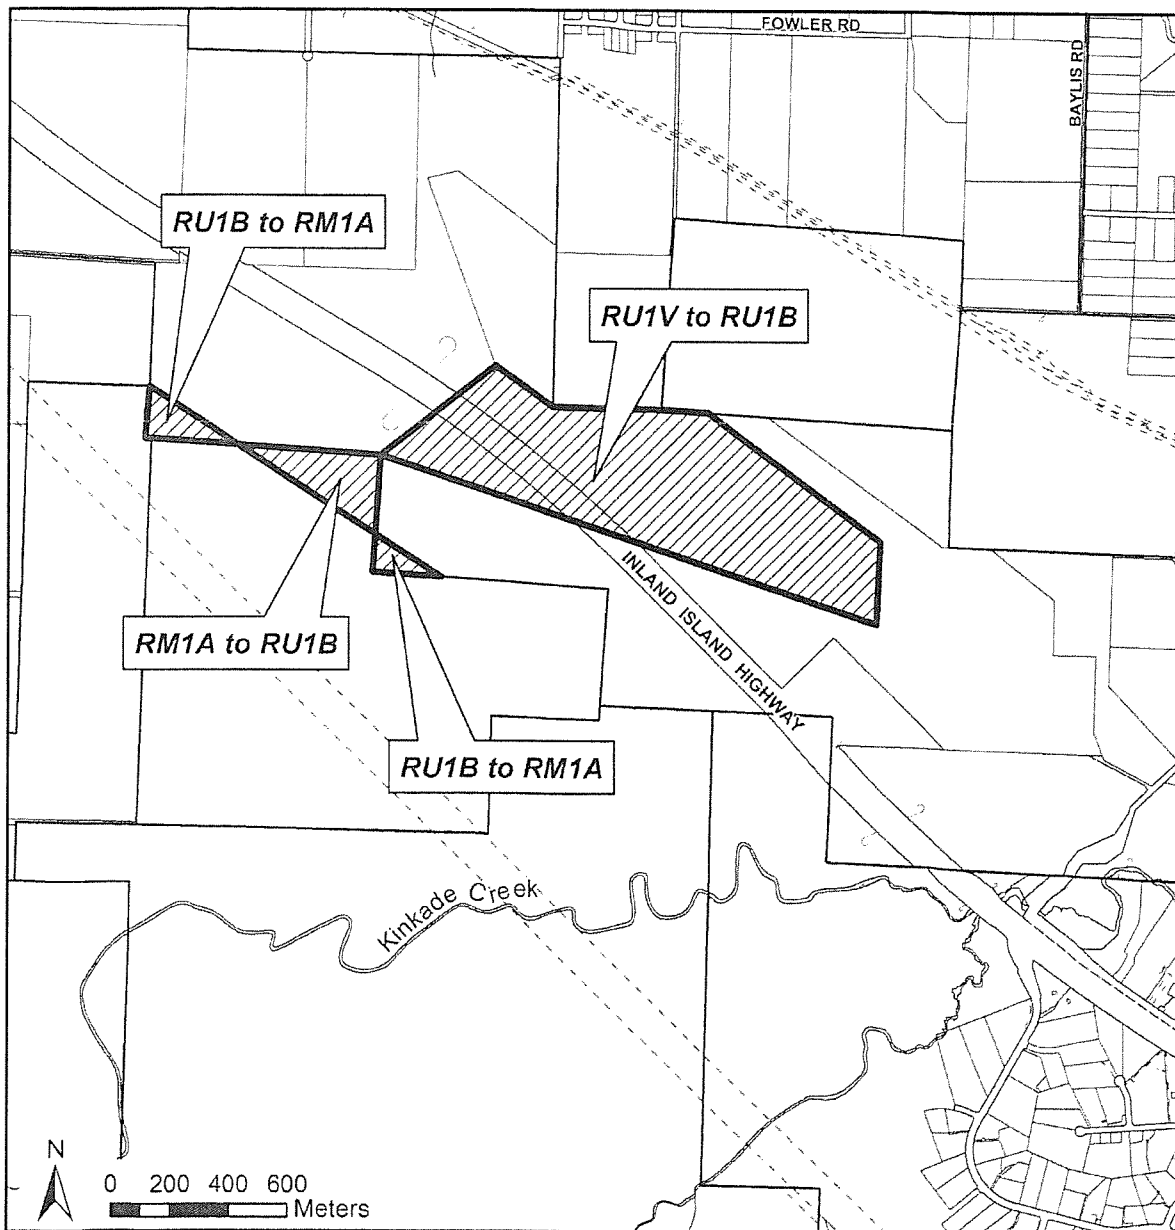 FOWLER RD
BAYLIS RD
RU1B to RM1A
RU1V to RU1B
INLAND ISLAND HIGHWAY
RM1A to RU1B
RU1B to RM1A
Kinkade Creek
N
0 200 400 600
Meters